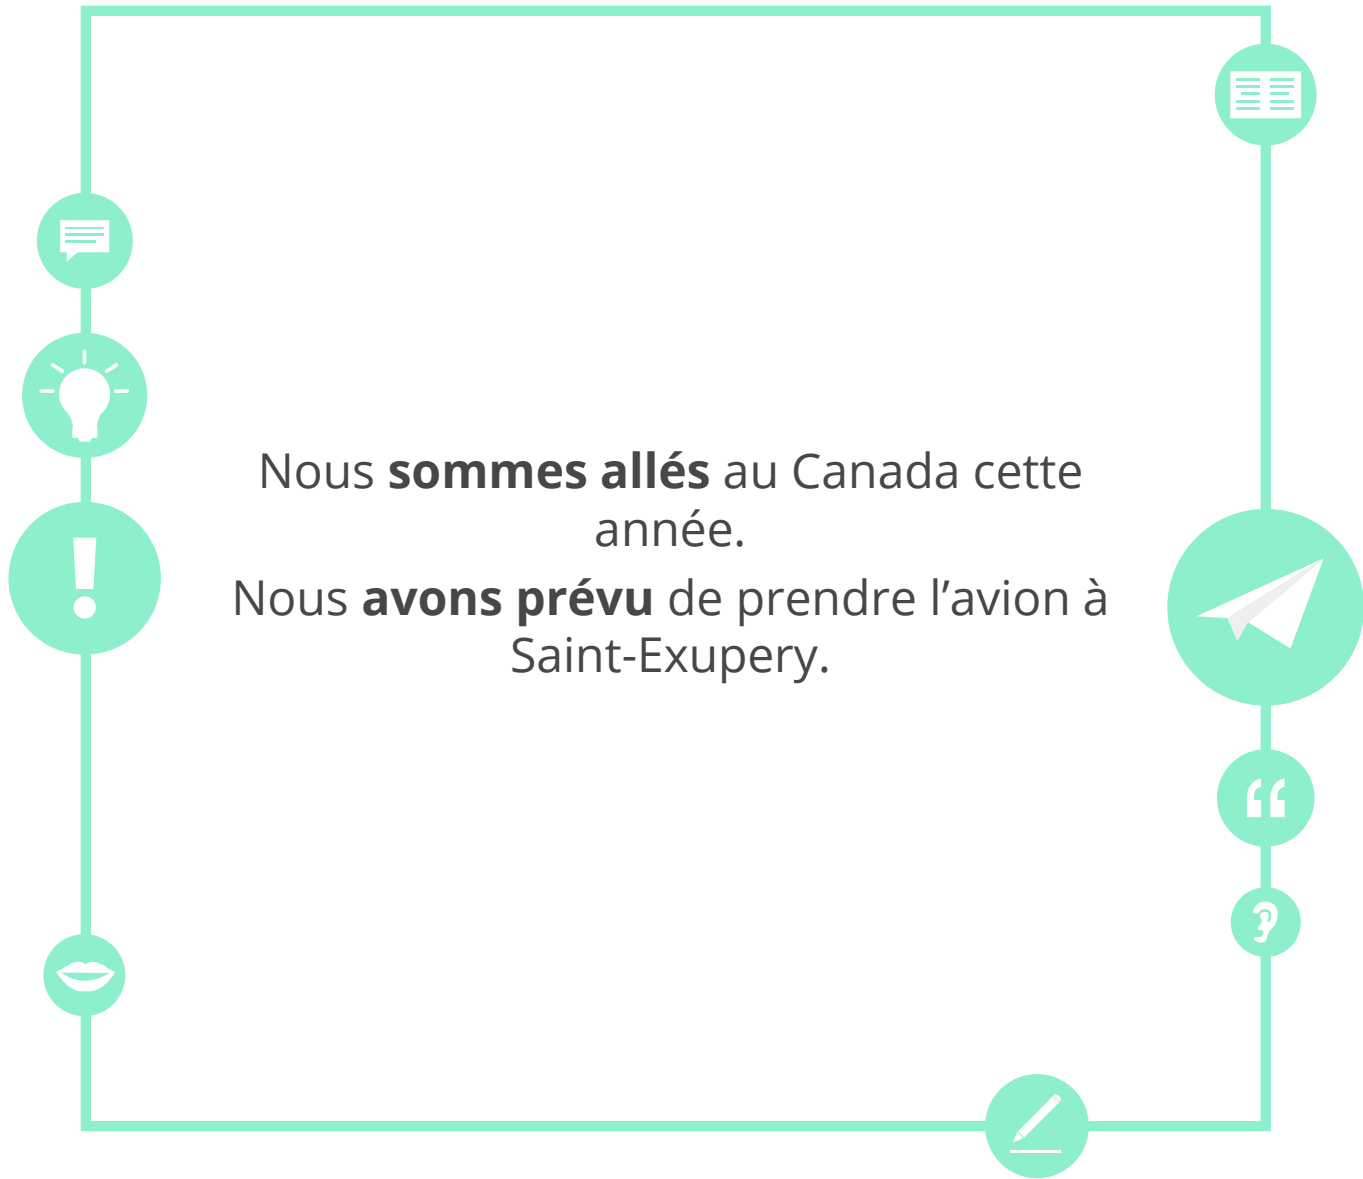 Nous sommes allés au Canada cette
année.
Nous avons prévu de prendre l’avion à
Saint-Exupery.